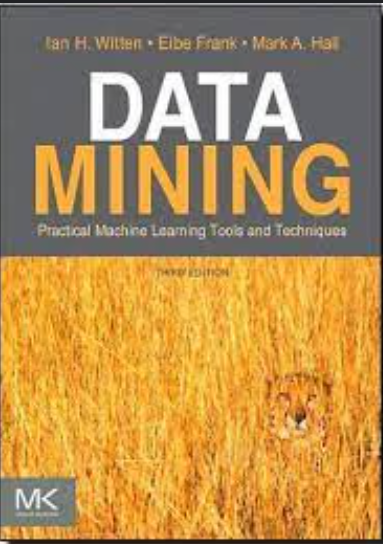 Ian H. Witten • Eibe Frank • Mark A. Hall
DATA
MINING
Practical Machine Learning Tools and Techniques
THIRD EDITION
MK